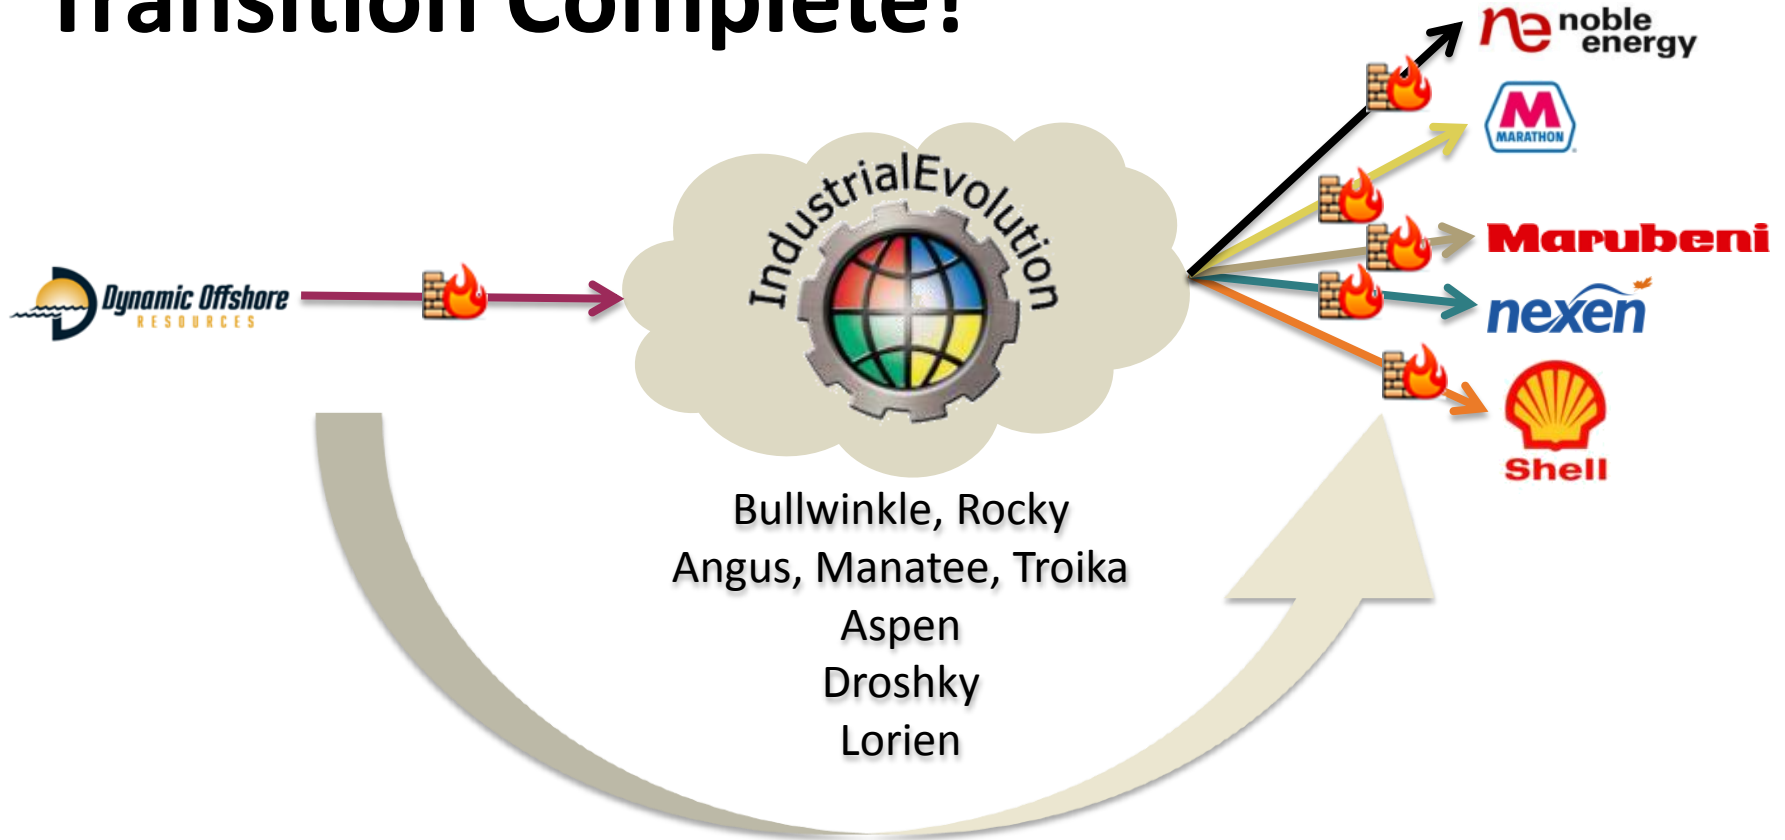 Transition Complete!
noble
energy
M
MARATHON
IndustrialEvolution
Marubeni
Dynamic Offshore
RESOURCES
nexen
Shell
Bullwinkle, Rocky
Angus, Manatee, Troika
Aspen
Droshky
Lorien